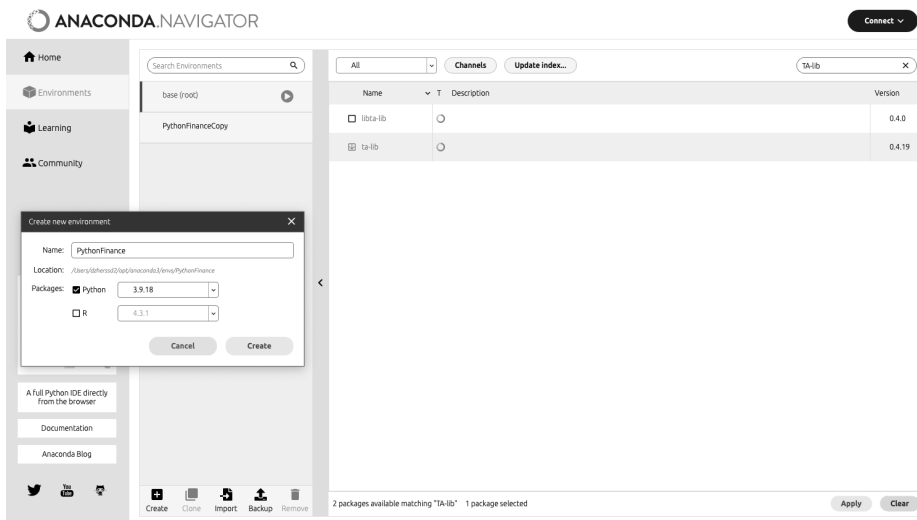 ANACONDA.NAVIGATOR
Connect
Home
Environments
Learning
Community
Search Environments
base (root)
PythonFinanceCopy
All
Channels
Update index...
TA-lib
Name
T
Description
Version
libta-lib
0.4.0
ta-lib
0.4.19
Create new environment
Name:
PythonFinance
Location:
/Users/dzherod2/opt/anaconda3/envs/PythonFinance
Packages:
Python
3.9.18
R
4.3.1
Cancel
Create
A full Python IDE directly
from the browser
Documentation
Anaconda Blog
You
Tube
Create
Clone
Import
Backup
Remove
2 packages available matching "TA-lib"
1 package selected
Apply
Clear